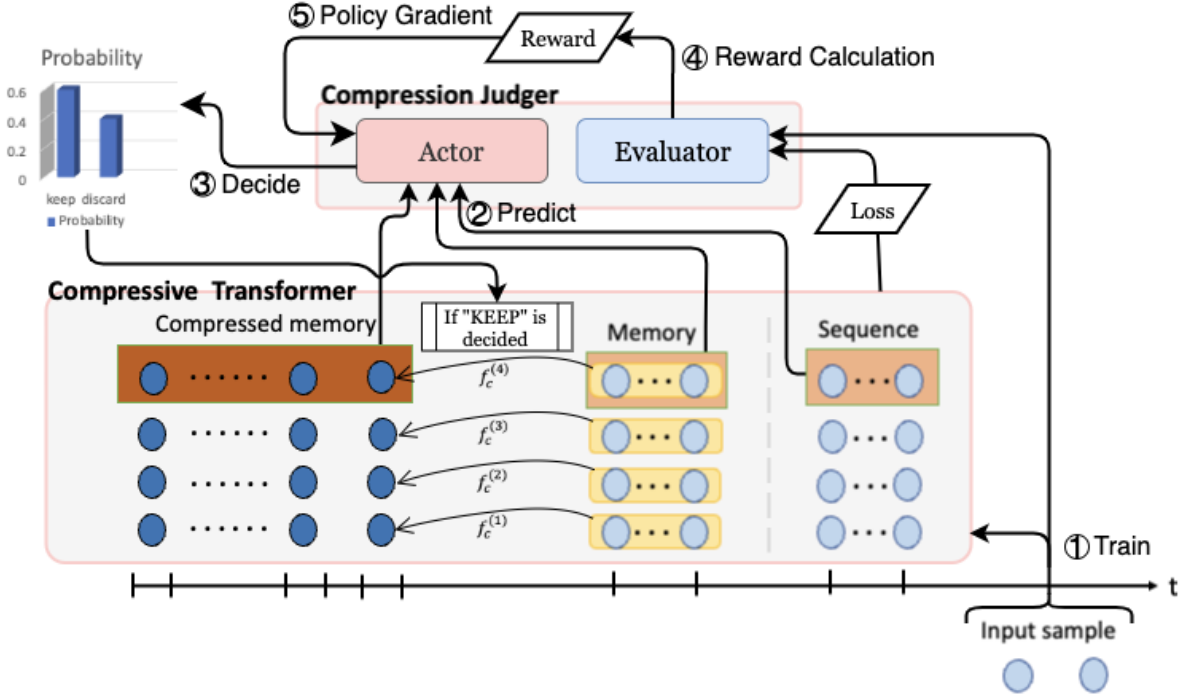 ⑤ Policy Gradient
Reward
④ Reward Calculation
Probability
0.6
0.4
0.2
0
keep discard
Probability
③ Decide
Compression Judger
Actor
Evaluator
② Predict
Loss
Compressive Transformer
Compressed memory
If "KEEP" is
decided
Memory
Sequence
f_c^{(4)}
f_c^{(3)}
f_c^{(2)}
f_c^{(1)}
① Train
t
Input sample